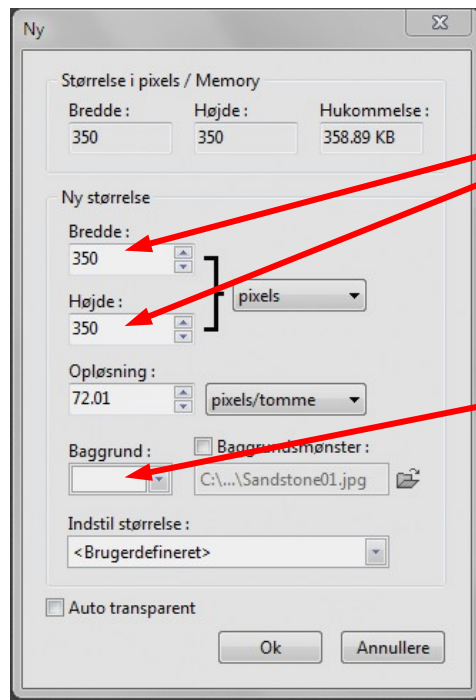 Ny
Størrelse i pixels / Memory
Bredde : Højde : Hukommelse :
350 350 358.89 KB
Ny størrelse
Bredde :
350
pixels
Højde :
350
Opløsning :
72.01 pixels/tomme
Baggrund : Baggrundsmønster :
C:\...\Sandstone01.jpg
Indstil størrelse :
<Brugerdefineret>
Auto transparent
Ok Annullere